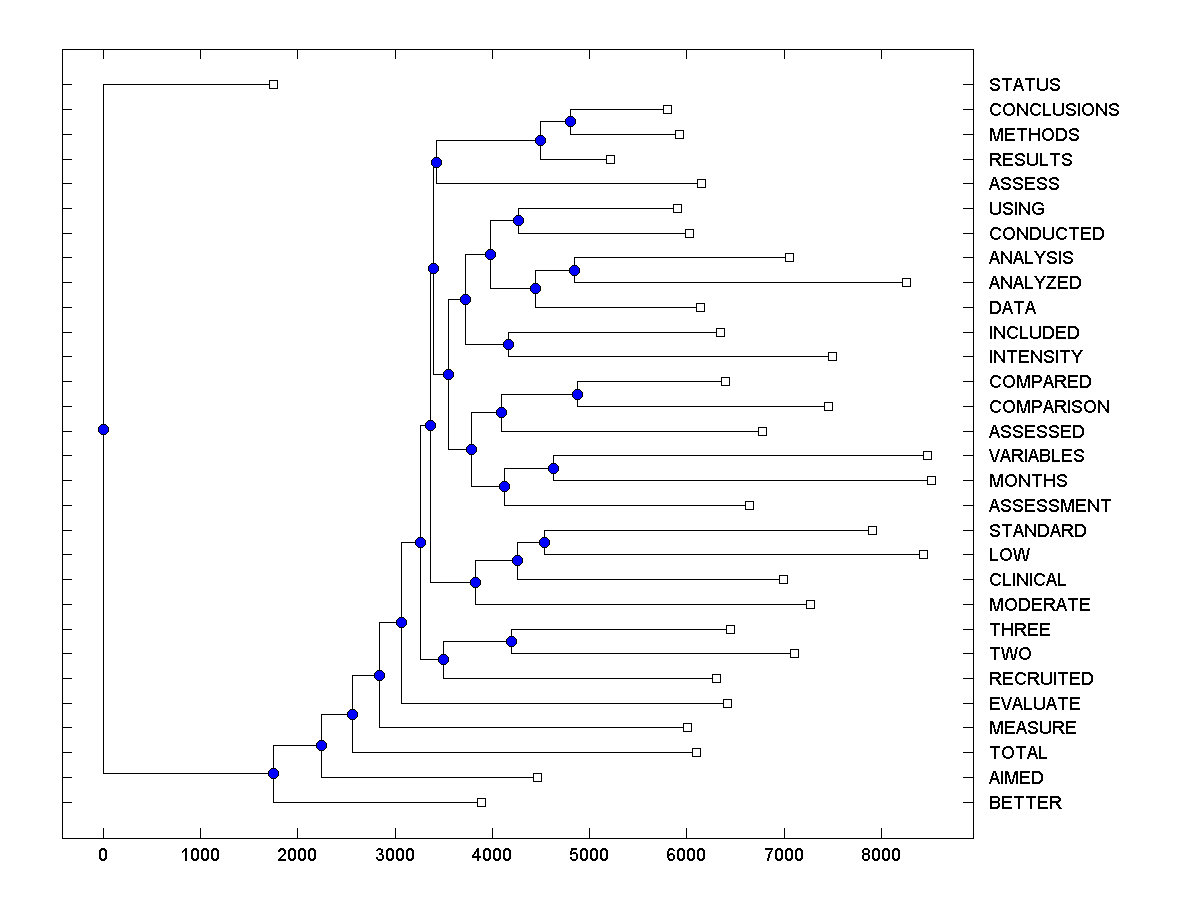 STATUS
CONCLUSIONS
METHODS
RESULTS
ASSESS
USING
CONDUCTED
ANALYSIS
ANALYZED
DATA
INCLUDED
INTENSITY
COMPARED
COMPARISON
ASSESSED
VARIABLES
MONTHS
ASSESSMENT
STANDARD
LOW
CLINICAL
MODERATE
THREE
TWO
RECRUITED
EVALUATE
MEASURE
TOTAL
AIMED
BETTER
0 1000 2000 3000 4000 5000 6000 7000 8000